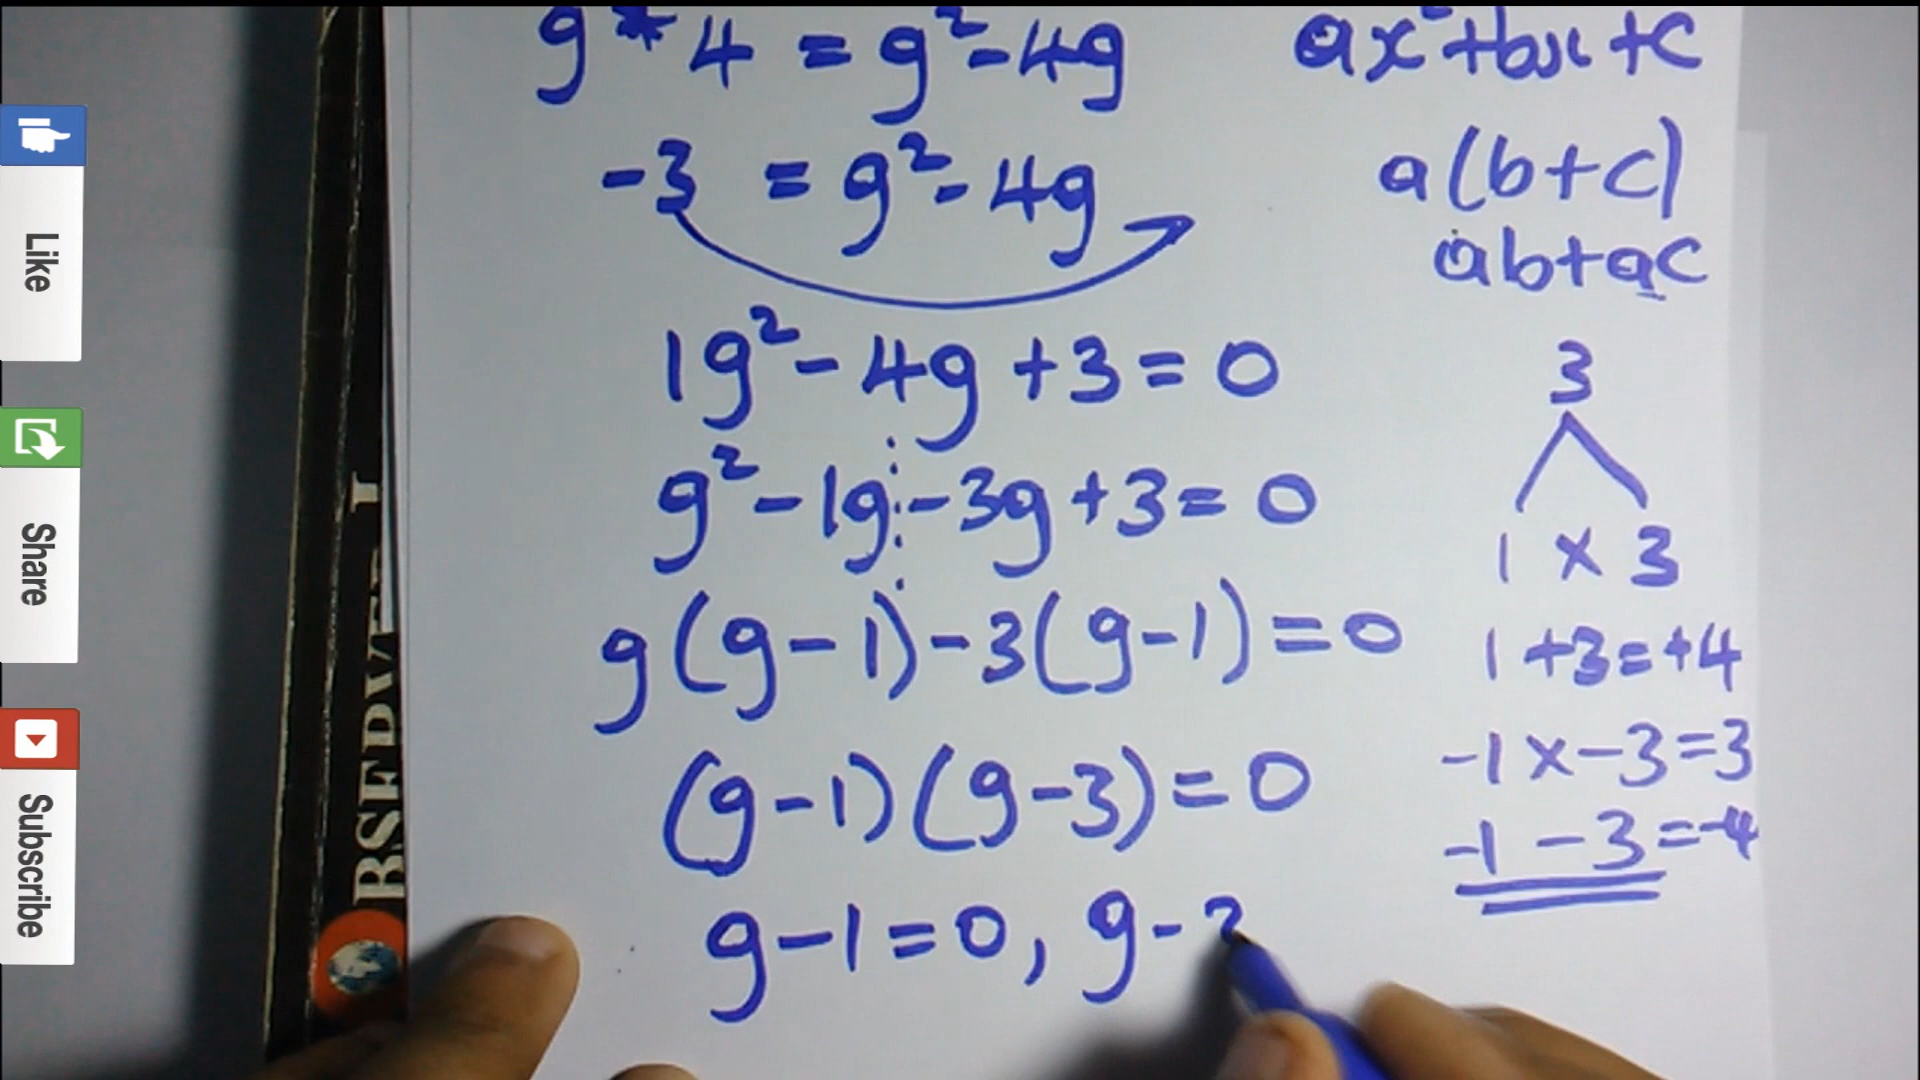 g * 4 = g² - 4g
-3 = g² - 4g
1g² - 4g + 3 = 0
g² - 1g - 3g + 3 = 0
g(g - 1) - 3(g - 1) = 0
(g - 1)(g - 3) = 0
g - 1 = 0, g -
ax² + bx + c
a(b + c)
ab + ac
3
1 × 3
1 + 3 = +4
-1 × -3 = 3
-1 - 3 = -4
Like
Share
Subscribe